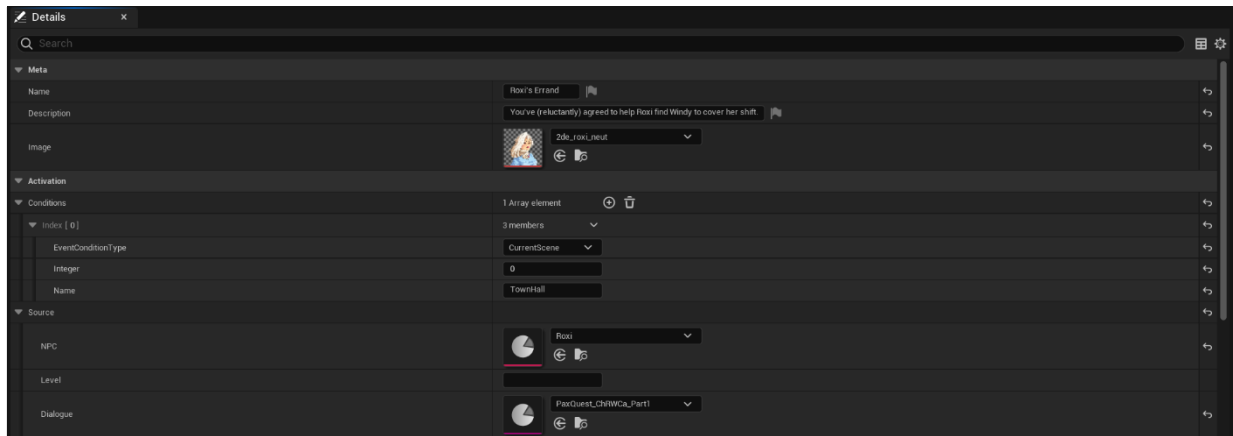 Details ×
Search
Meta
Name Roxi's Errand
Description You've (reluctantly) agreed to help Roxi find Windy to cover her shift.
Image 2de_roxi_neut
Activation
Conditions 1 Array element
Index [ 0 ] 3 members
EventConditionType CurrentScene
Integer 0
Name TownHall
Source
NPC Roxi
Level
Dialogue PaxQuest_ChRWCa_Part1